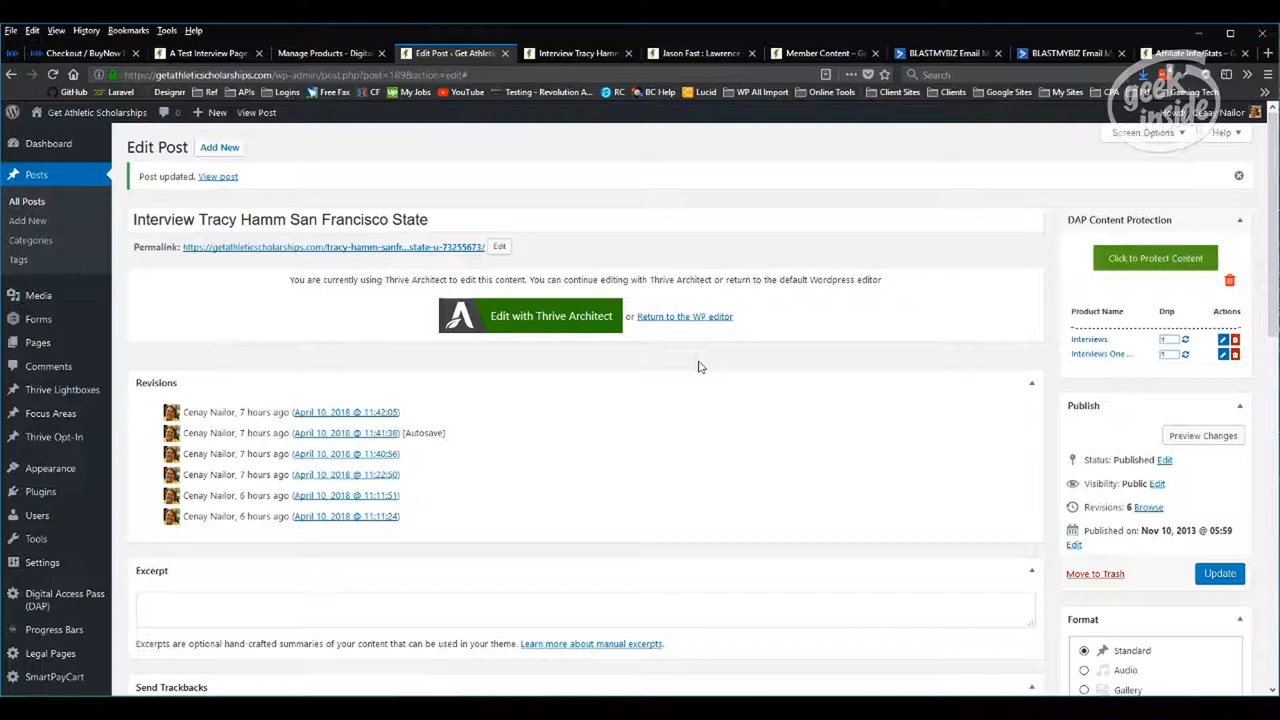 File Edit View History Bookmarks Tools Help
Checkout / BuyNow
A Test Interview Page
Manage Products - Digita
Edit Post ‹ Get Athletic
Interview Tracy Hamm
Jason Fast : Lawrence
Member Content – G
BLASTMYBIZ Email M
BLASTMYBIZ Email M
Affiliate Info/Stats – G
https://getathleticscholarships.com/wp-admin/post.php?post=189&action=edit#
Search
GitHub Laravel Designer Ref APIs Logins Free Fax CF My Jobs YouTube Testing - Revolution A... RC BC Help Lucid WP All Import Online Tools Client Sites Clients Google Sites My Sites CPA Gaming Tech
geek inside
Get Athletic Scholarships 0 New View Post Howdy, Cenay Nailor
Screen Options Help
Dashboard
Posts
All Posts
Add New
Categories
Tags
Media
Forms
Pages
Comments
Thrive Lightboxes
Focus Areas
Thrive Opt-In
Appearance
Plugins
Users
Tools
Settings
Digital Access Pass
(DAP)
Progress Bars
Legal Pages
SmartPayCart
Edit Post Add New
Post updated. View post
Interview Tracy Hamm San Francisco State
Permalink: https://getathleticscholarships.com/tracy-hamm-sanfr...state-u-73255673/ Edit
You are currently using Thrive Architect to edit this content. You can continue editing with Thrive Architect or return to the default Wordpress editor
Edit with Thrive Architect or Return to the WP editor
Revisions
Cenay Nailor, 7 hours ago (April 10, 2018 @ 11:42:05)
Cenay Nailor, 7 hours ago (April 10, 2018 @ 11:41:38) [Autosave]
Cenay Nailor, 7 hours ago (April 10, 2018 @ 11:40:56)
Cenay Nailor, 7 hours ago (April 10, 2018 @ 11:22:50)
Cenay Nailor, 6 hours ago (April 10, 2018 @ 11:11:51)
Cenay Nailor, 6 hours ago (April 10, 2018 @ 11:11:24)
Excerpt
Excerpts are optional hand-crafted summaries of your content that can be used in your theme. Learn more about manual excerpts.
Send Trackbacks
DAP Content Protection
Click to Protect Content
Product Name Drip Actions
Interviews 1
Interviews One ... 1
Publish
Preview Changes
Status: Published Edit
Visibility: Public Edit
Revisions: 6 Browse
Published on: Nov 10, 2013 @ 05:59
Edit
Move to Trash Update
Format
Standard
Audio
Gallery